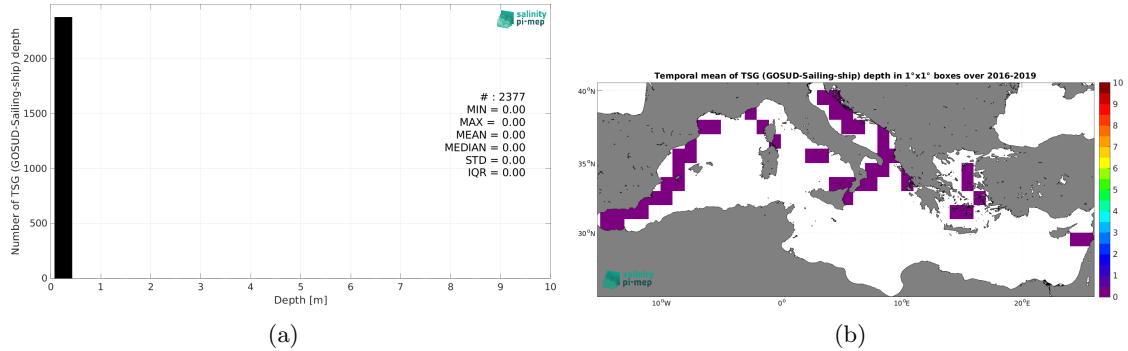 salinity
pi-mep
Number of TSG (GOSUD-Sailing-ship) depth
2000
1500
1000
500
0
# : 2377
MIN = 0.00
MAX = 0.00
MEAN = 0.00
MEDIAN = 0.00
STD = 0.00
IQR = 0.00
0 1 2 3 4 5 6 7 8 9 10
Depth [m]
(a)
Temporal mean of TSG (GOSUD-Sailing-ship) depth in 1°x1° boxes over 2016-2019
40°N
35°N
30°N
10°W 0° 10°E 20°E
10
9
8
7
6
5
4
3
2
1
0
salinity
pi-mep
(b)